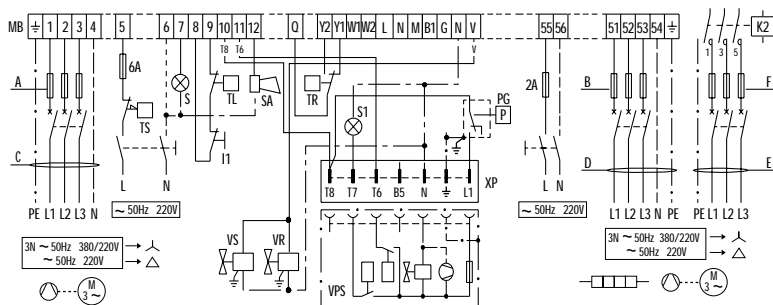 MB ⏚ 1 2 3 4 5 6 7 8 9 10 11 12 Q Y2 Y1 W1 W2 L N M B1 G N V 55 56 51 52 53 54 ⏚ K2
T8 T6 V
1 3 5
6A
A S TL SA TR 2A B F
S1 PG
P
TS
I1
C L N T8 T7 T6 B5 N ⏚ L1 XP L N D E
PE L1 L2 L3 N ~ 50Hz 220V ~ 50Hz 220V L1 L2 L3 N PE PE L1 L2 L3
3N ~ 50Hz 380/220V
~ 50Hz 220V
VS VR
3N ~ 50Hz 380/220V
~ 50Hz 220V
VPS
M
3 ~
M
3 ~